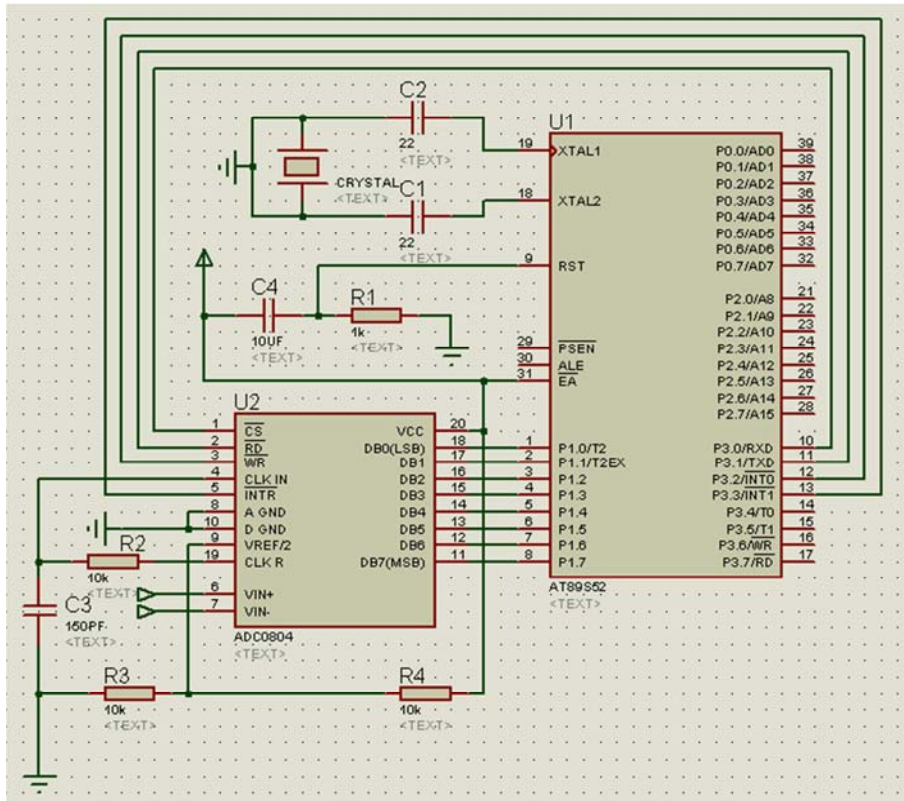 C2
22
<TEXT>
CRYSTAL
<TEXT>
C1
22
<TEXT>
U1
19 XTAL1
18 XTAL2
9 RST
29 PSEN
30 ALE
31 EA
1 P1.0/T2
2 P1.1/T2EX
3 P1.2
4 P1.3
5 P1.4
6 P1.5
7 P1.6
8 P1.7
P0.0/AD0 39
P0.1/AD1 38
P0.2/AD2 37
P0.3/AD3 36
P0.4/AD4 35
P0.5/AD5 34
P0.6/AD6 33
P0.7/AD7 32
P2.0/A8 21
P2.1/A9 22
P2.2/A10 23
P2.3/A11 24
P2.4/A12 25
P2.5/A13 26
P2.6/A14 27
P2.7/A15 28
P3.0/RXD 10
P3.1/TXD 11
P3.2/INT0 12
P3.3/INT1 13
P3.4/T0 14
P3.5/T1 15
P3.6/WR 16
P3.7/RD 17
AT89S52
<TEXT>
C4
10UF
<TEXT>
R1
1k
<TEXT>
U2
1 CS
2 RD
3 WR
4 CLK IN
5 INTR
8 A GND
10 D GND
9 VREF/2
19 CLK R
6 VIN+
7 VIN-
VCC 20
DB0(LSB) 18
DB1 17
DB2 16
DB3 15
DB4 14
DB5 13
DB6 12
DB7(MSB) 11
ADC0804
<TEXT>
R2
10k
<TEXT>
C3
150PF
<TEXT>
R3
10k
<TEXT>
R4
10k
<TEXT>